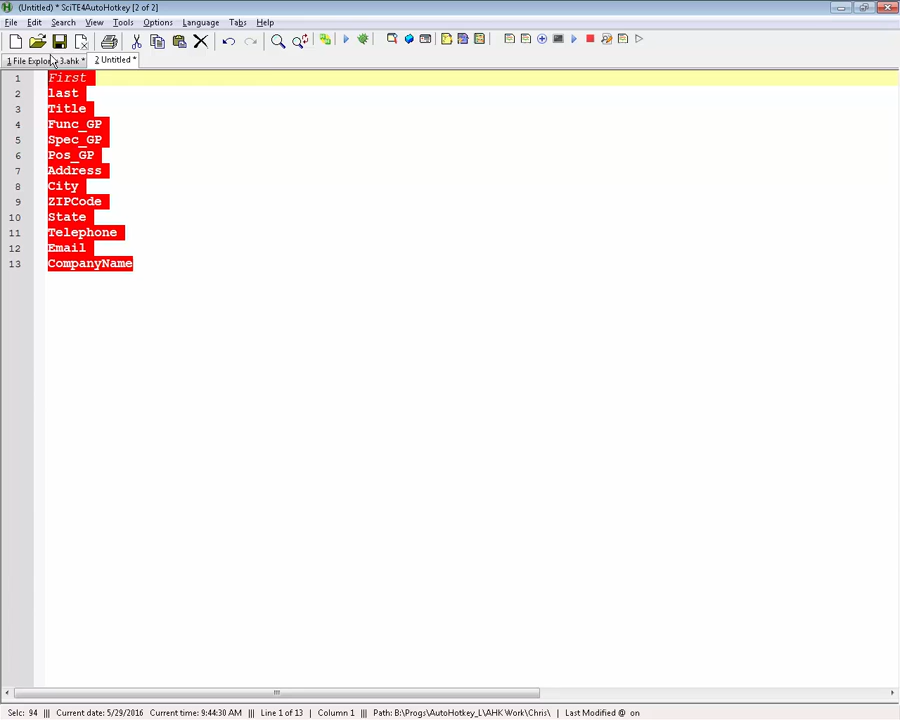 (Untitled) * SciTE4AutoHotkey [2 of 2]
File Edit Search View Tools Options Language Tabs Help
1 File Explo 3.ahk * 2 Untitled *
1 First
2 last
3 Title
4 Func_GP
5 Spec_GP
6 Pos_GP
7 Address
8 City
9 ZIPCode
10 State
11 Telephone
12 Email
13 CompanyName
Selc: 94 ||| Current date: 5/29/2016 Current time: 9:44:30 AM ||| Line 1 of 13 | Column 1 ||| Path: B:\Progs\AutoHotkey_L\AHK Work\Chris\ ||| Last Modified @ on